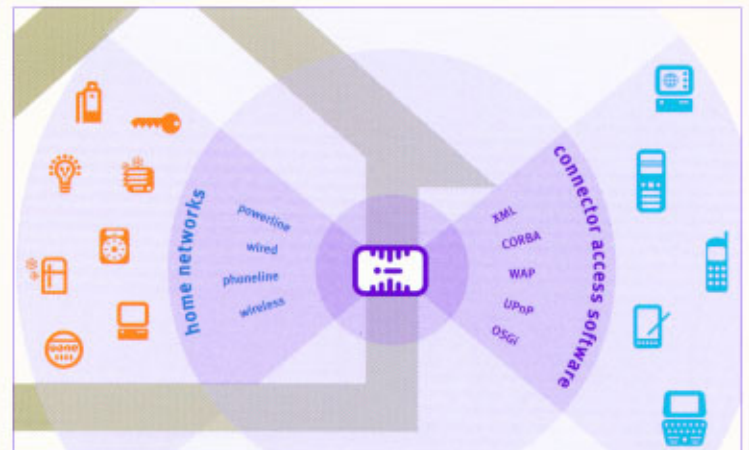 home networks
powerline
wired
phoneline
wireless
XML
CORBA
WAP
UPnP
OSGi
connector access software